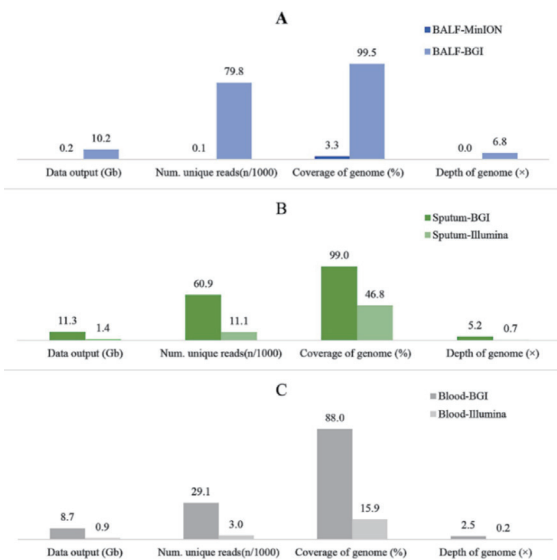 A
BALF-MinION
BALF-BGI
99.5
79.8
10.2
6.8
0.2
0.1
3.3
0.0
Data output (Gb) Num. unique reads(n/1000) Coverage of genome (%) Depth of genome (×)
B
Sputum-BGI
Sputum-Illumina
99.0
60.9
46.8
11.3
11.1
1.4
5.2
0.7
Data output (Gb) Num. unique reads(n/1000) Coverage of genome (%) Depth of genome (×)
C
Blood-BGI
Blood-Illumina
88.0
29.1
15.9
8.7
0.9
3.0
2.5
0.2
Data output (Gb) Num. unique reads(n/1000) Coverage of genome (%) Depth of genome (×)